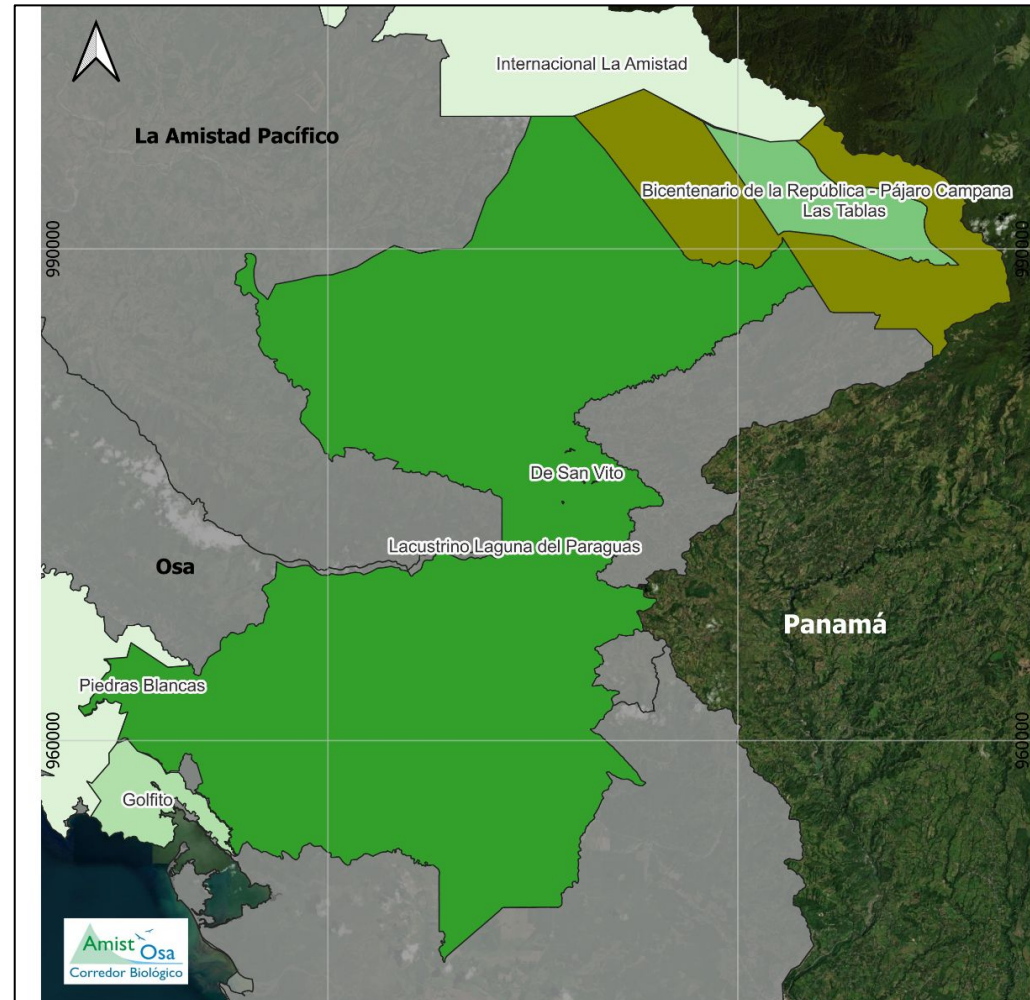 Internacional La Amistad
La Amistad Pacífico
Bicentenario de la República - Pájaro Campana
Las Tablas
990000
990000
De San Vito
Lacustrino Laguna del Paraguas
Osa
Panamá
Piedras Blancas
960000
960000
Golfito
Amist Osa
Corredor Biológico